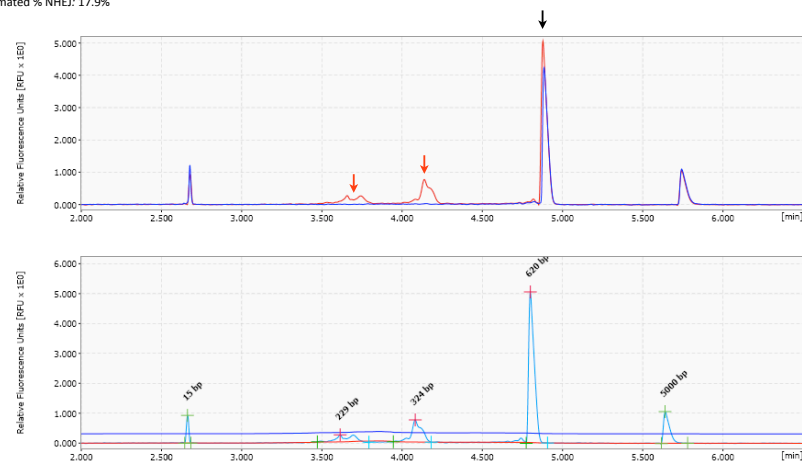 mated % NHEJ: 17.9%
Relative Fluorescence Units [RFU x 1E0]
5.000
4.000
3.000
2.000
1.000
0.000
2.000 2.500 3.000 3.500 4.000 4.500 5.000 5.500 6.000 [min]
Relative Fluorescence Units [RFU x 1E0]
6.000
5.000
4.000
3.000
2.000
1.000
0.000
15 bp
229 bp
324 bp
620 bp
5000 bp
2.000 2.500 3.000 3.500 4.000 4.500 5.000 5.500 6.000 [min]